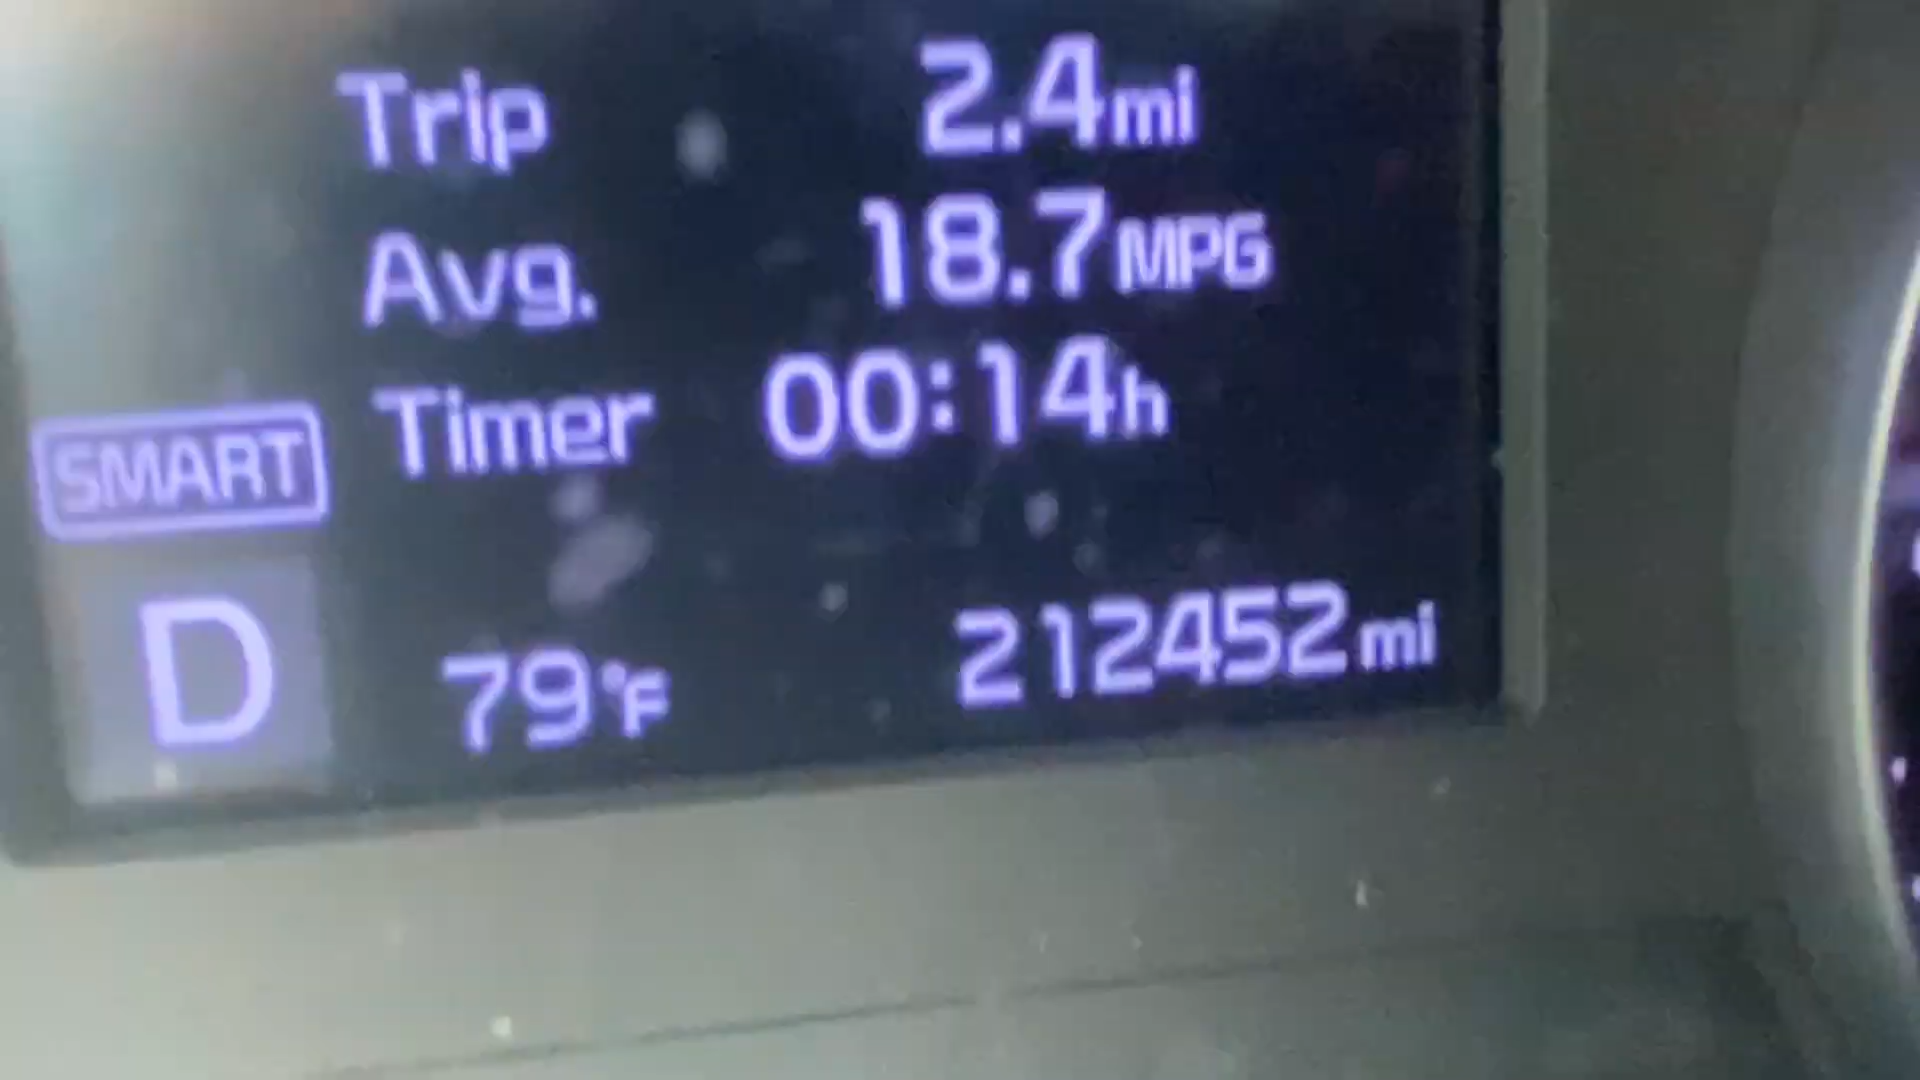 Trip 2.4mi
Avg. 18.7MPG
Timer 00:14h
SMART
D 79°F 212452mi